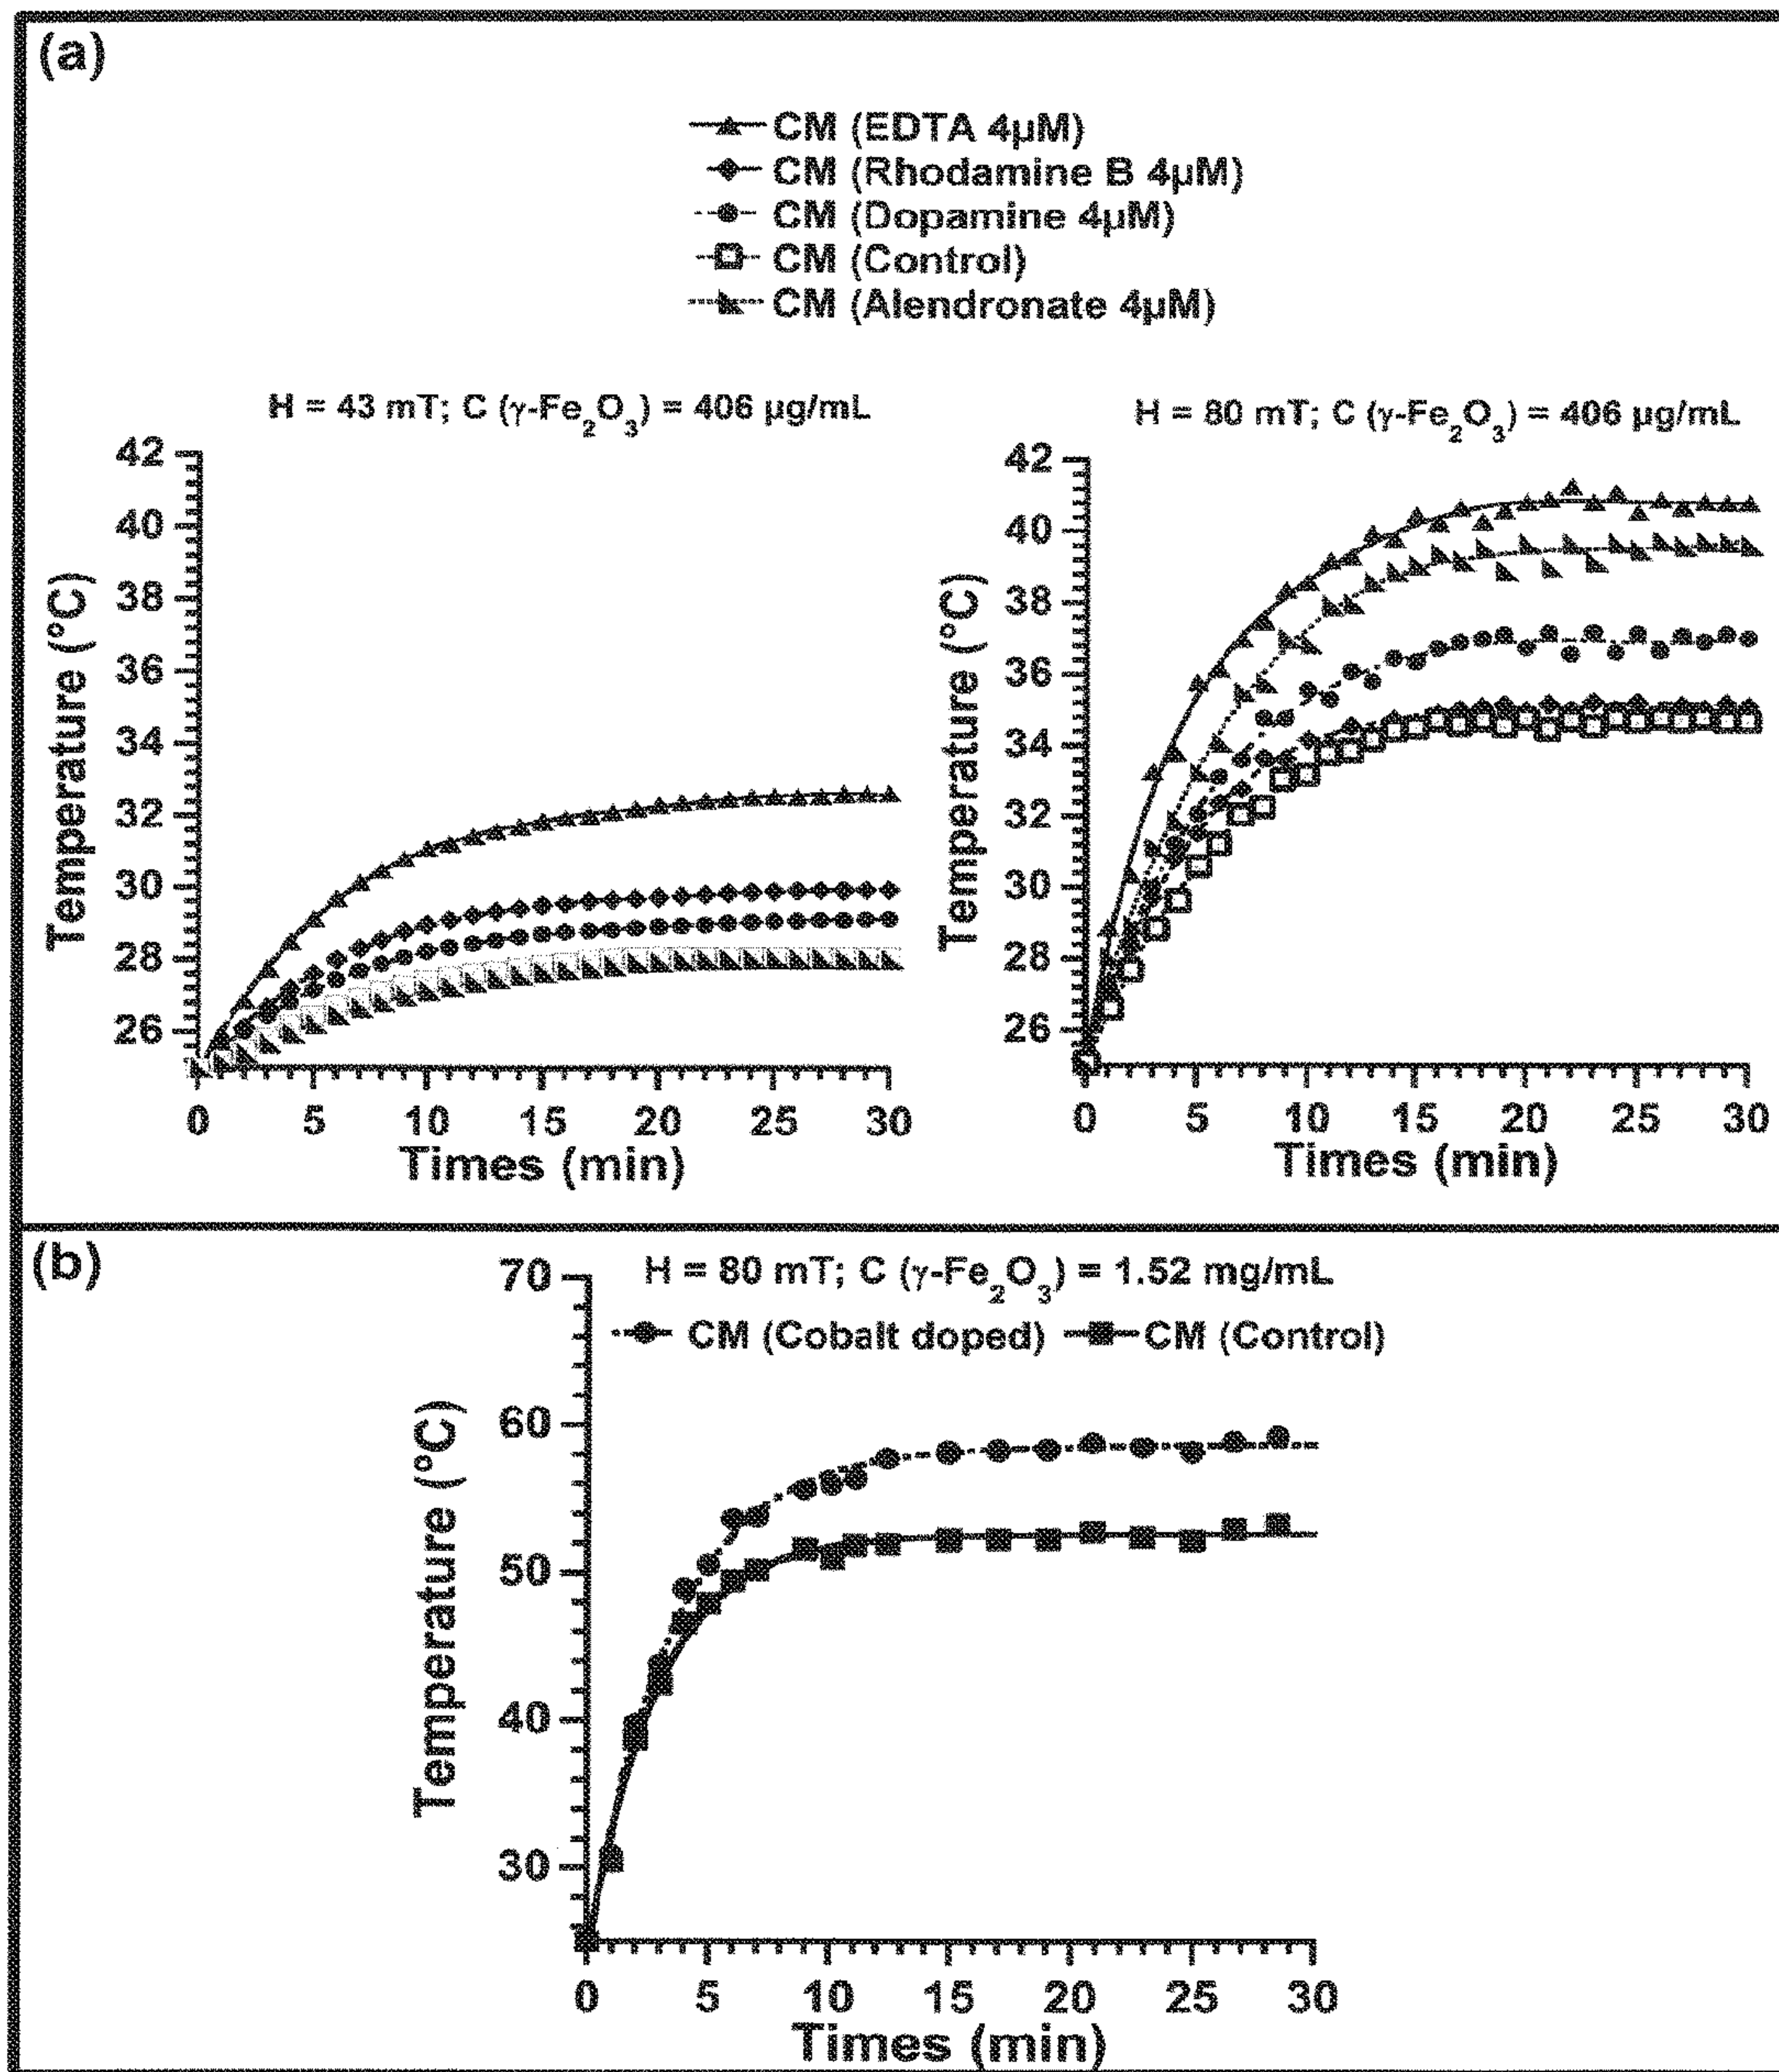 (a)
CM (EDTA 4µM)
CM (Rhodamine B 4µM)
CM (Dopamine 4µM)
CM (Control)
CM (Alendronate 4µM)
H = 43 mT; C (γ-Fe₂O₃) = 406 µg/mL
42
40
38
36
34
32
30
28
26
Temperature (°C)
0 5 10 15 20 25 30
Times (min)
H = 80 mT; C (γ-Fe₂O₃) = 406 µg/mL
42
40
38
36
34
32
30
28
26
Temperature (°C)
0 5 10 15 20 25 30
Times (min)
(b)
H = 80 mT; C (γ-Fe₂O₃) = 1.52 mg/mL
CM (Cobalt doped) CM (Control)
70
60
50
40
30
Temperature (°C)
0 5 10 15 20 25 30
Times (min)